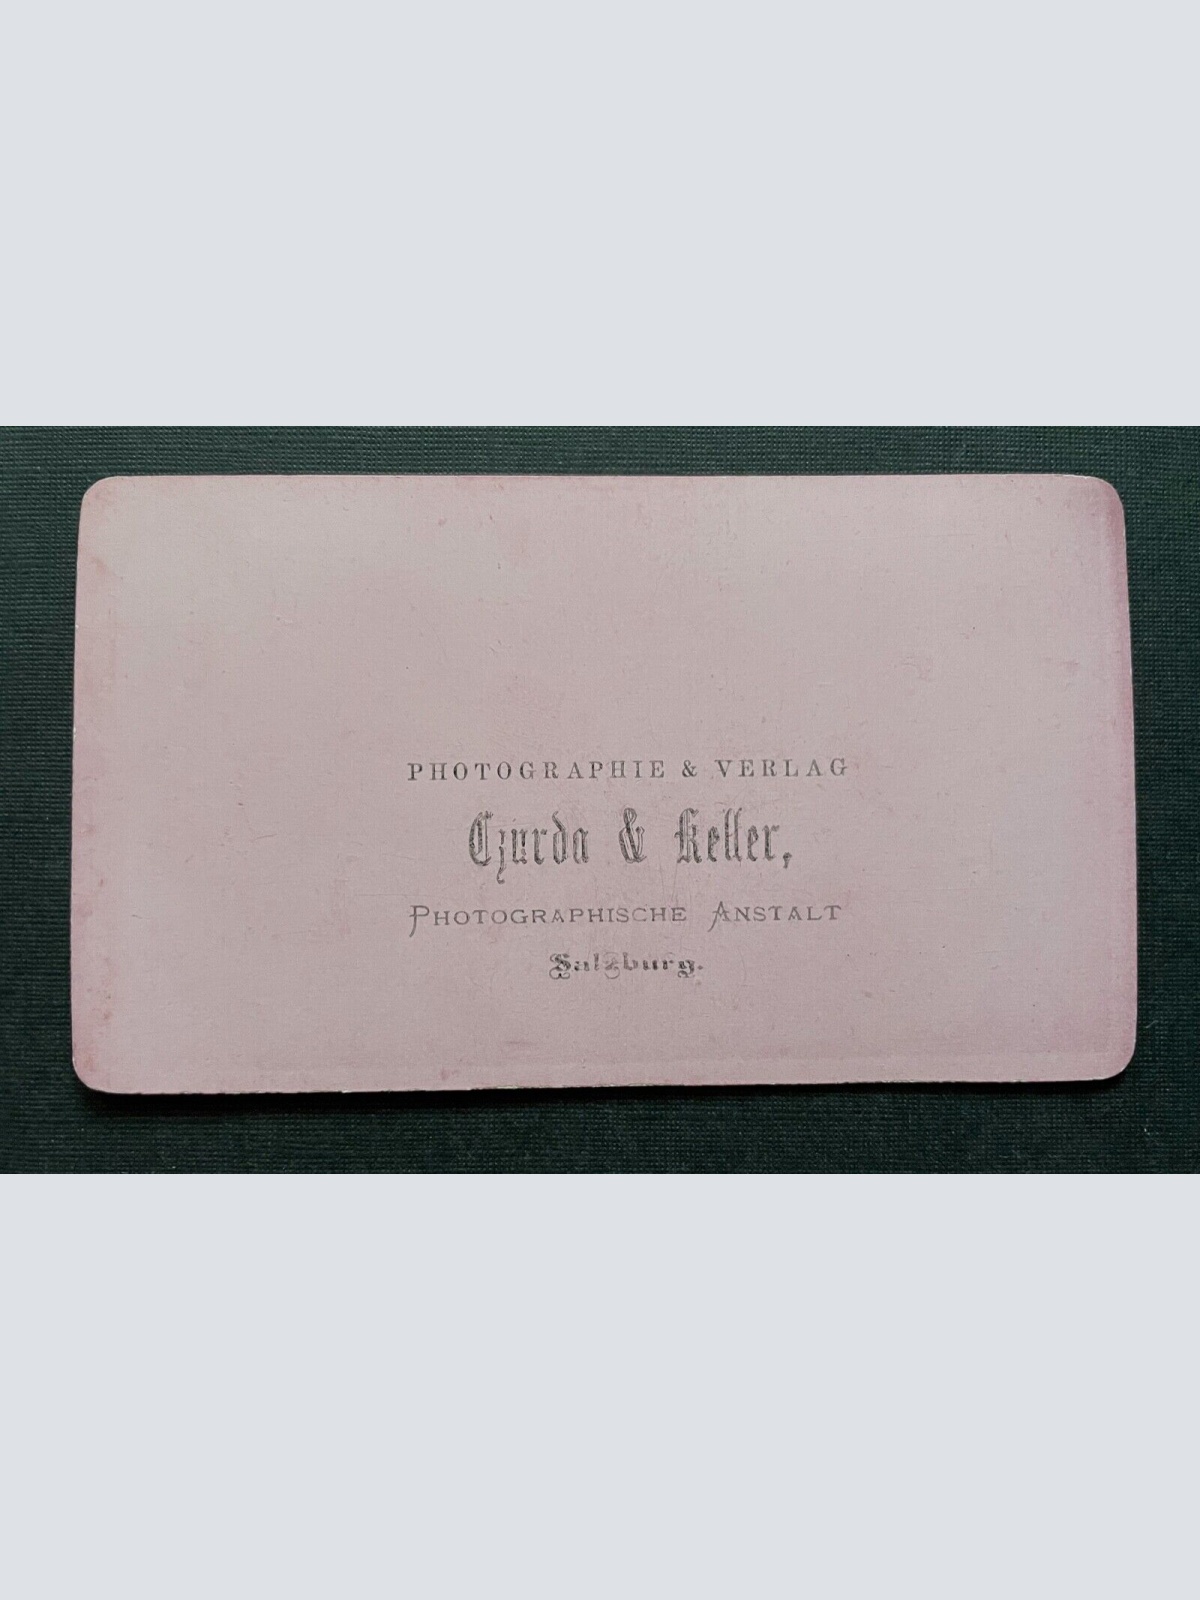 PHOTOGRAPHIE & VERLAG
Czurda & Keller,
PHOTOGRAPHISCHE ANSTALT
Salzburg.